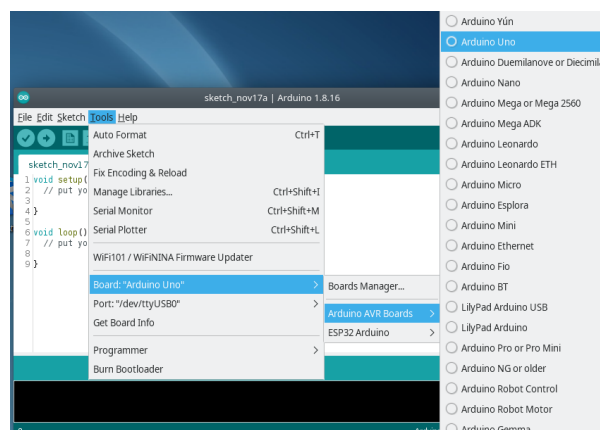 sketch_nov17a | Arduino 1.8.16
File Edit Sketch Tools Help
sketch_nov17
1 void setup(
2 // put yo
3
4 }
5
6 void loop()
7 // put yo
8
9 }
Auto Format Ctrl+T
Archive Sketch
Fix Encoding & Reload
Manage Libraries... Ctrl+Shift+I
Serial Monitor Ctrl+Shift+M
Serial Plotter Ctrl+Shift+L
WiFi101 / WiFiNINA Firmware Updater
Board: "Arduino Uno"
Port: "/dev/ttyUSB0"
Get Board Info
Programmer
Burn Bootloader
Boards Manager...
Arduino AVR Boards
ESP32 Arduino
Arduino Yún
Arduino Uno
Arduino Duemilanove or Diecimila
Arduino Nano
Arduino Mega or Mega 2560
Arduino Mega ADK
Arduino Leonardo
Arduino Leonardo ETH
Arduino Micro
Arduino Esplora
Arduino Mini
Arduino Ethernet
Arduino Fio
Arduino BT
LilyPad Arduino USB
LilyPad Arduino
Arduino Pro or Pro Mini
Arduino NG or older
Arduino Robot Control
Arduino Robot Motor
Arduino Gemma